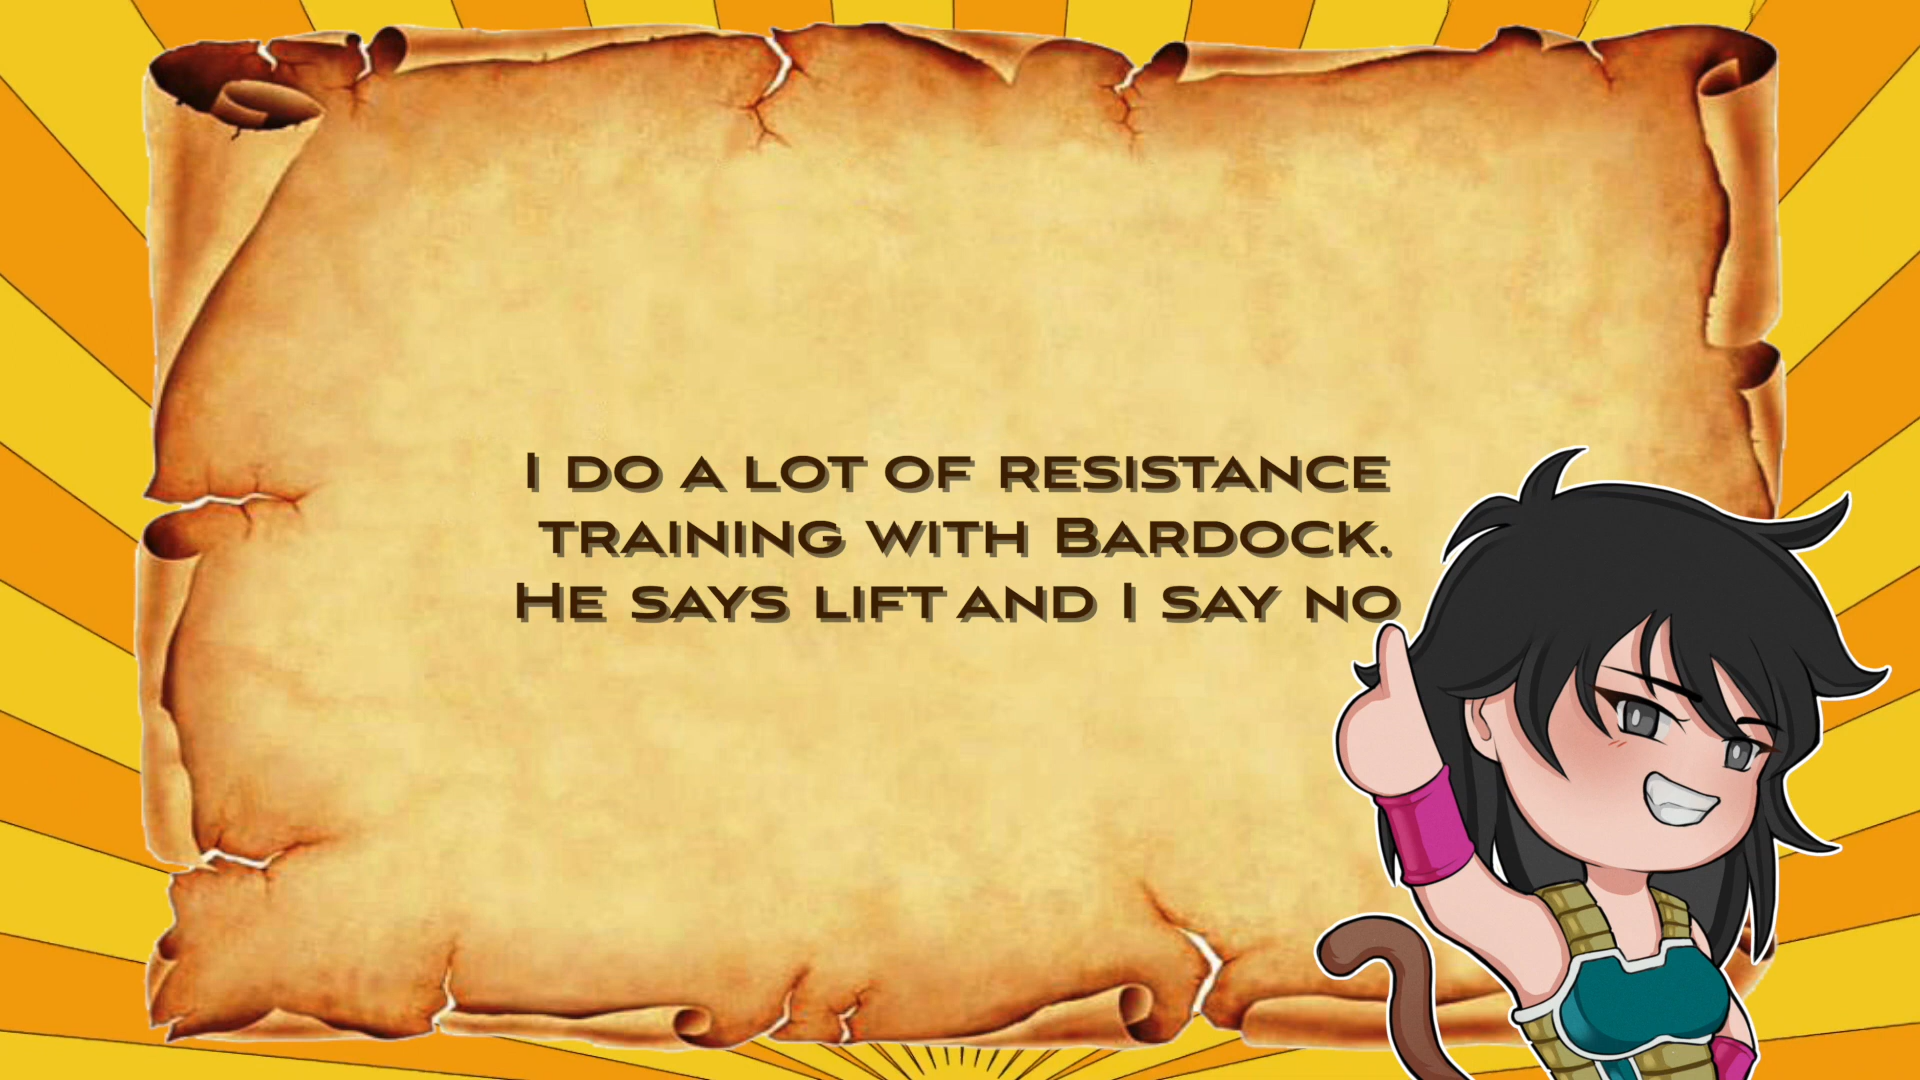 I do a lot of resistance
training with Bardock.
He says lift and I say no